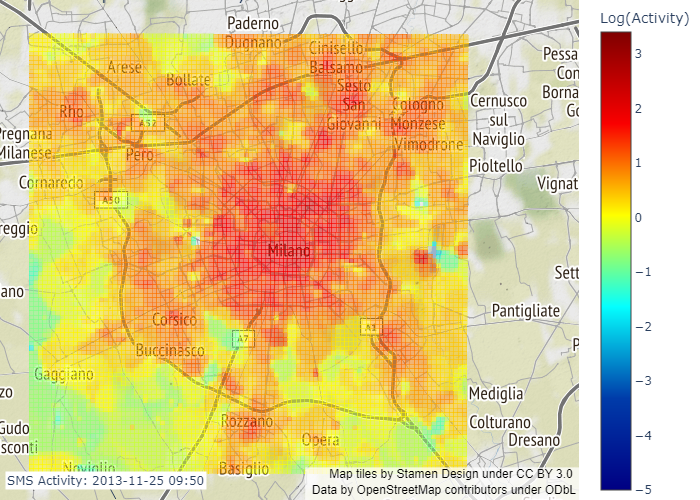 Log(Activity)
Paderno
Dugnano
Cinisello
Balsamo
Arese
Bollate
Sesto
San
Giovanni
Rho
A52
Cologno
Monzese
Cernusco
sul
Naviglio
Pessa
Con
Borna
Go
Pregnana
Milanese
Pero
Vimodrone
Pioltello
Cornaredo
A50
Vignat
reggio
Milano
ano
Sett
Corsico
A7
A1
Pantigliate
P
Buccinasco
Gaggiano
zo
Mediglia
Rozzano
Opera
Colturano
Dresano
Gudo
sconti
Noviglio
Basiglio
3
2
1
0
−1
−2
−3
−4
−5
SMS Activity: 2013-11-25 09:50
Map tiles by Stamen Design under CC BY 3.0
Data by OpenStreetMap contributors under ODbL